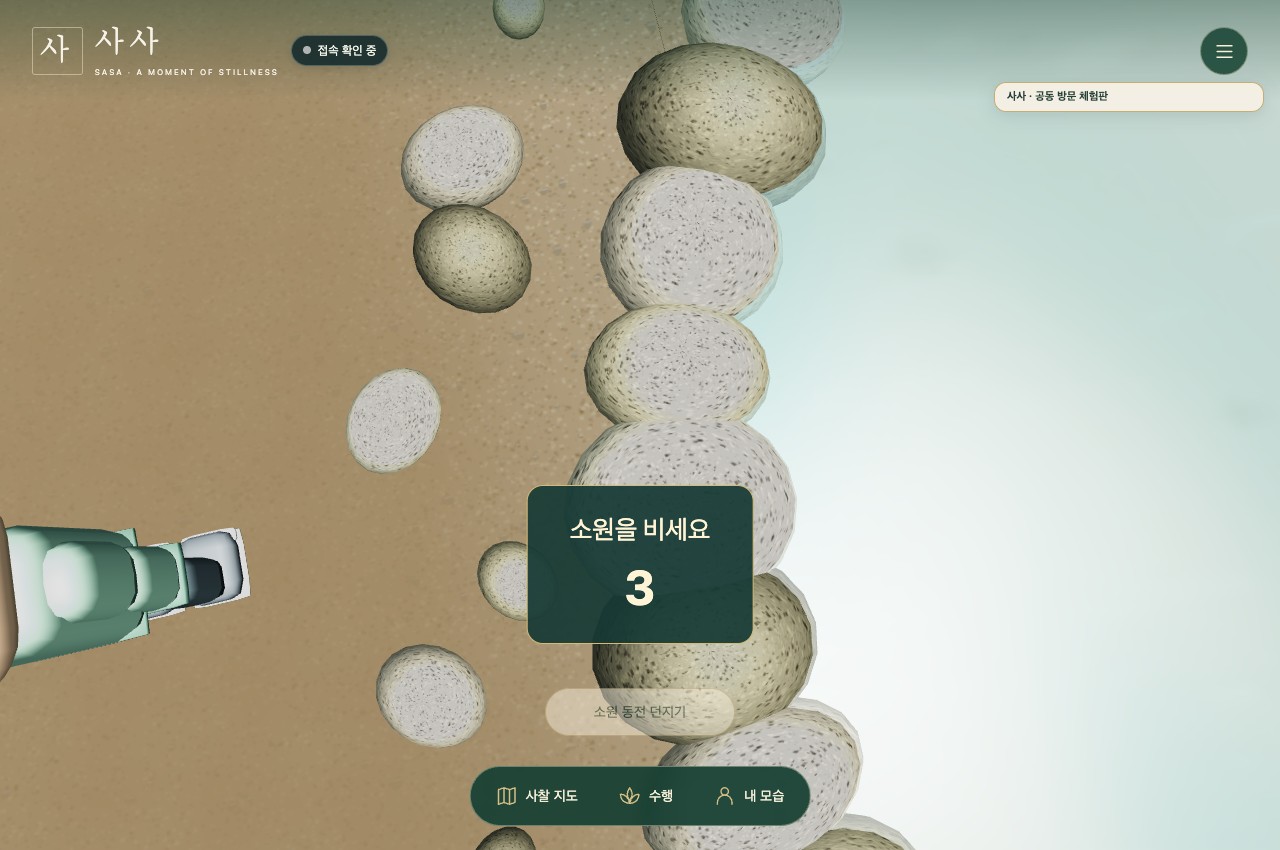 사
사사
SASA · A MOMENT OF STILLNESS
접속 확인 중
사사 · 공동 방문 체험판
소원을 비세요
3
소원 동전 던지기
사찰 지도
수행
내 모습